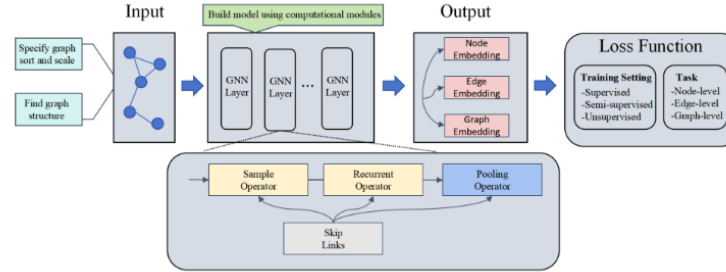 Input
Build model using computational modules
Output
Specify graph
sort and scale
Find graph
structure
GNN
Layer
GNN
Layer
...
GNN
Layer
Node
Embedding
Edge
Embedding
Graph
Embedding
Loss Function
Training Setting
-Supervised
-Semi-supervised
-Unsupervised
Task
-Node-level
-Edge-level
-Graph-level
Sample
Operator
Recurrent
Operator
Pooling
Operator
Skip
Links